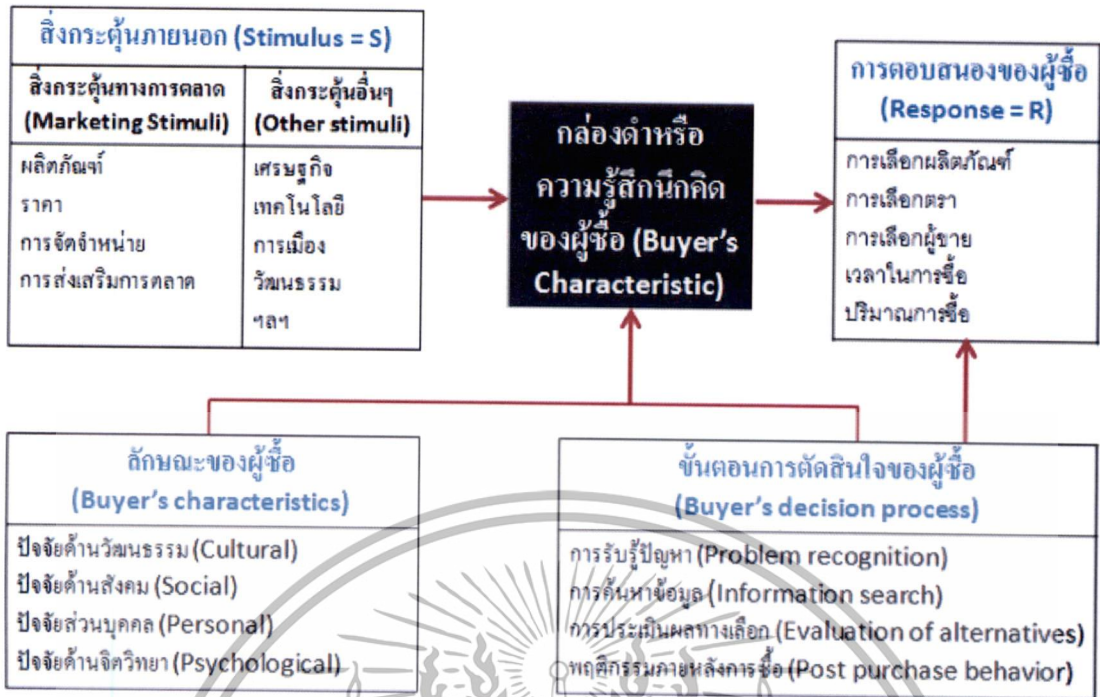 สิ่งกระตุ้นภายนอก (Stimulus = S)
สิ่งกระตุ้นทางการตลาด
(Marketing Stimuli)
ผลิตภัณฑ์
ราคา
การจัดจำหน่าย
การส่งเสริมการตลาด
สิ่งกระตุ้นอื่นๆ
(Other stimuli)
เศรษฐกิจ
เทคโนโลยี
การเมือง
วัฒนธรรม
ฯลฯ
กล่องดำหรือ
ความรู้สึกนึกคิด
ของผู้ซื้อ (Buyer's
Characteristic)
การตอบสนองของผู้ซื้อ
(Response = R)
การเลือกผลิตภัณฑ์
การเลือกตรา
การเลือกผู้ขาย
เวลาในการซื้อ
ปริมาณการซื้อ
ลักษณะของผู้ซื้อ
(Buyer's characteristics)
ปัจจัยด้านวัฒนธรรม (Cultural)
ปัจจัยด้านสังคม (Social)
ปัจจัยส่วนบุคคล (Personal)
ปัจจัยด้านจิตวิทยา (Psychological)
ขั้นตอนการตัดสินใจของผู้ซื้อ
(Buyer's decision process)
การรับรู้ปัญหา (Problem recognition)
การค้นหาข้อมูล (Information search)
การประเมินผลทางเลือก (Evaluation of alternatives)
พฤติกรรมภายหลังการซื้อ (Post purchase behavior)